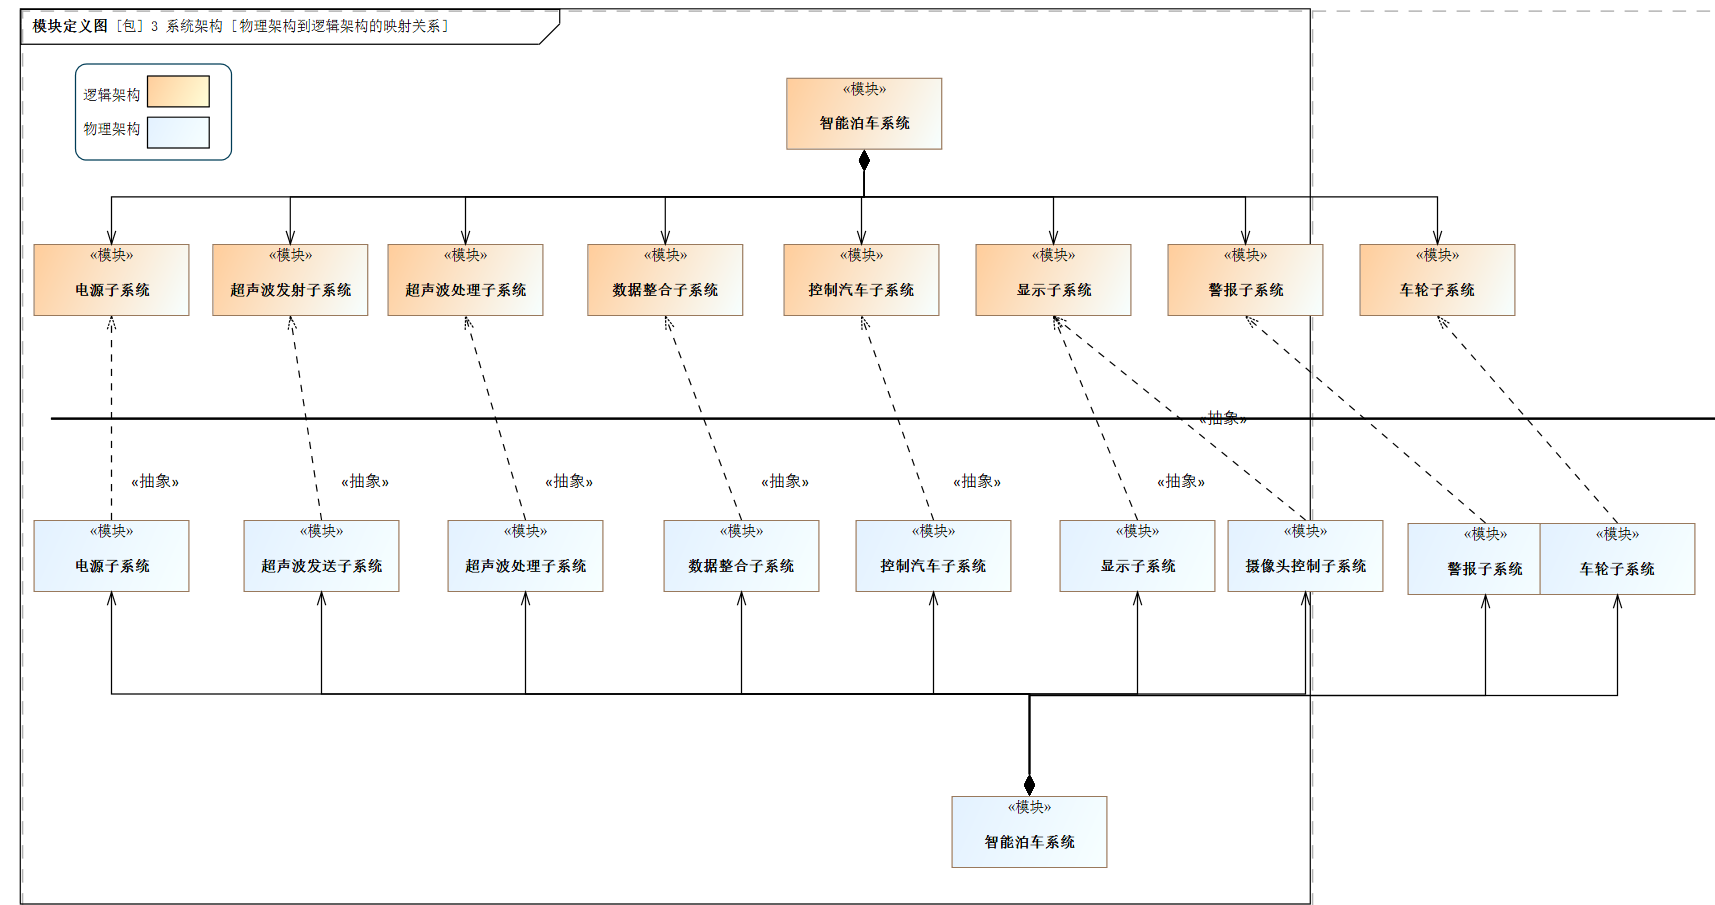 模块定义图 [包] 3 系统架构 [物理架构到逻辑架构的映射关系]
逻辑架构
物理架构
«模块»
智能泊车系统
«模块»
电源子系统
«模块»
超声波发射子系统
«模块»
超声波处理子系统
«模块»
数据整合子系统
«模块»
控制汽车子系统
«模块»
显示子系统
«模块»
警报子系统
«模块»
车轮子系统
«抽象»
«抽象»
«抽象»
«抽象»
«抽象»
«抽象»
«抽象»
«模块»
电源子系统
«模块»
超声波发送子系统
«模块»
超声波处理子系统
«模块»
数据整合子系统
«模块»
控制汽车子系统
«模块»
显示子系统
«模块»
摄像头控制子系统
«模块»
警报子系统
«模块»
车轮子系统
«模块»
智能泊车系统